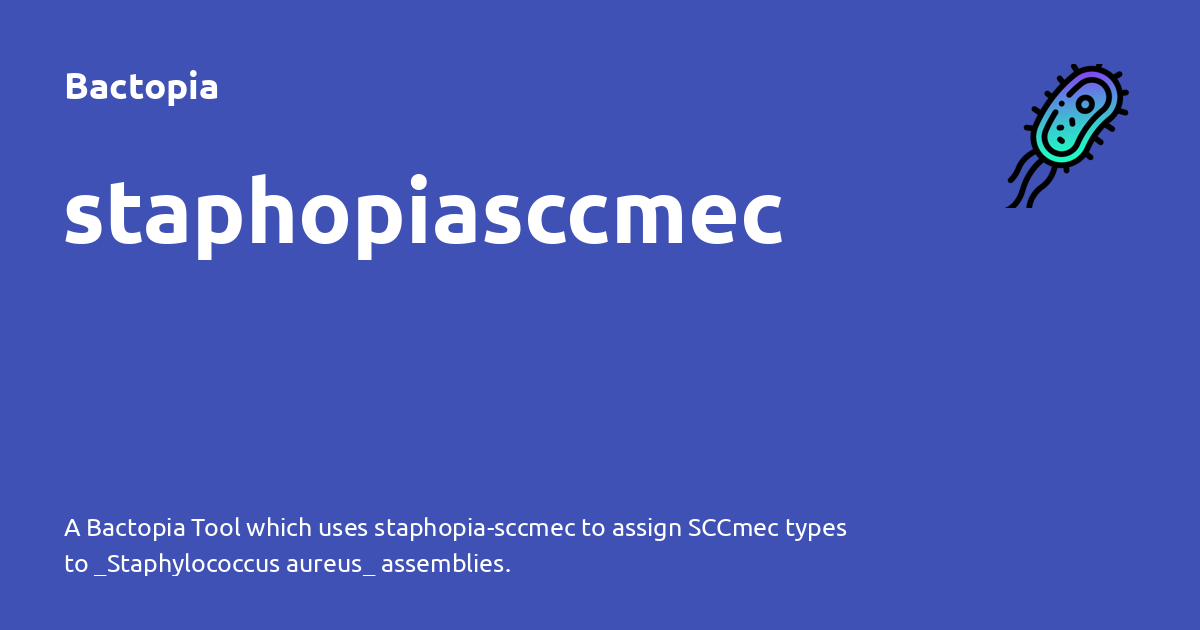 Bactopia
staphopiasccmec
A Bactopia Tool which uses staphopia-sccmec to assign SCCmec types
to _Staphylococcus aureus_ assemblies.